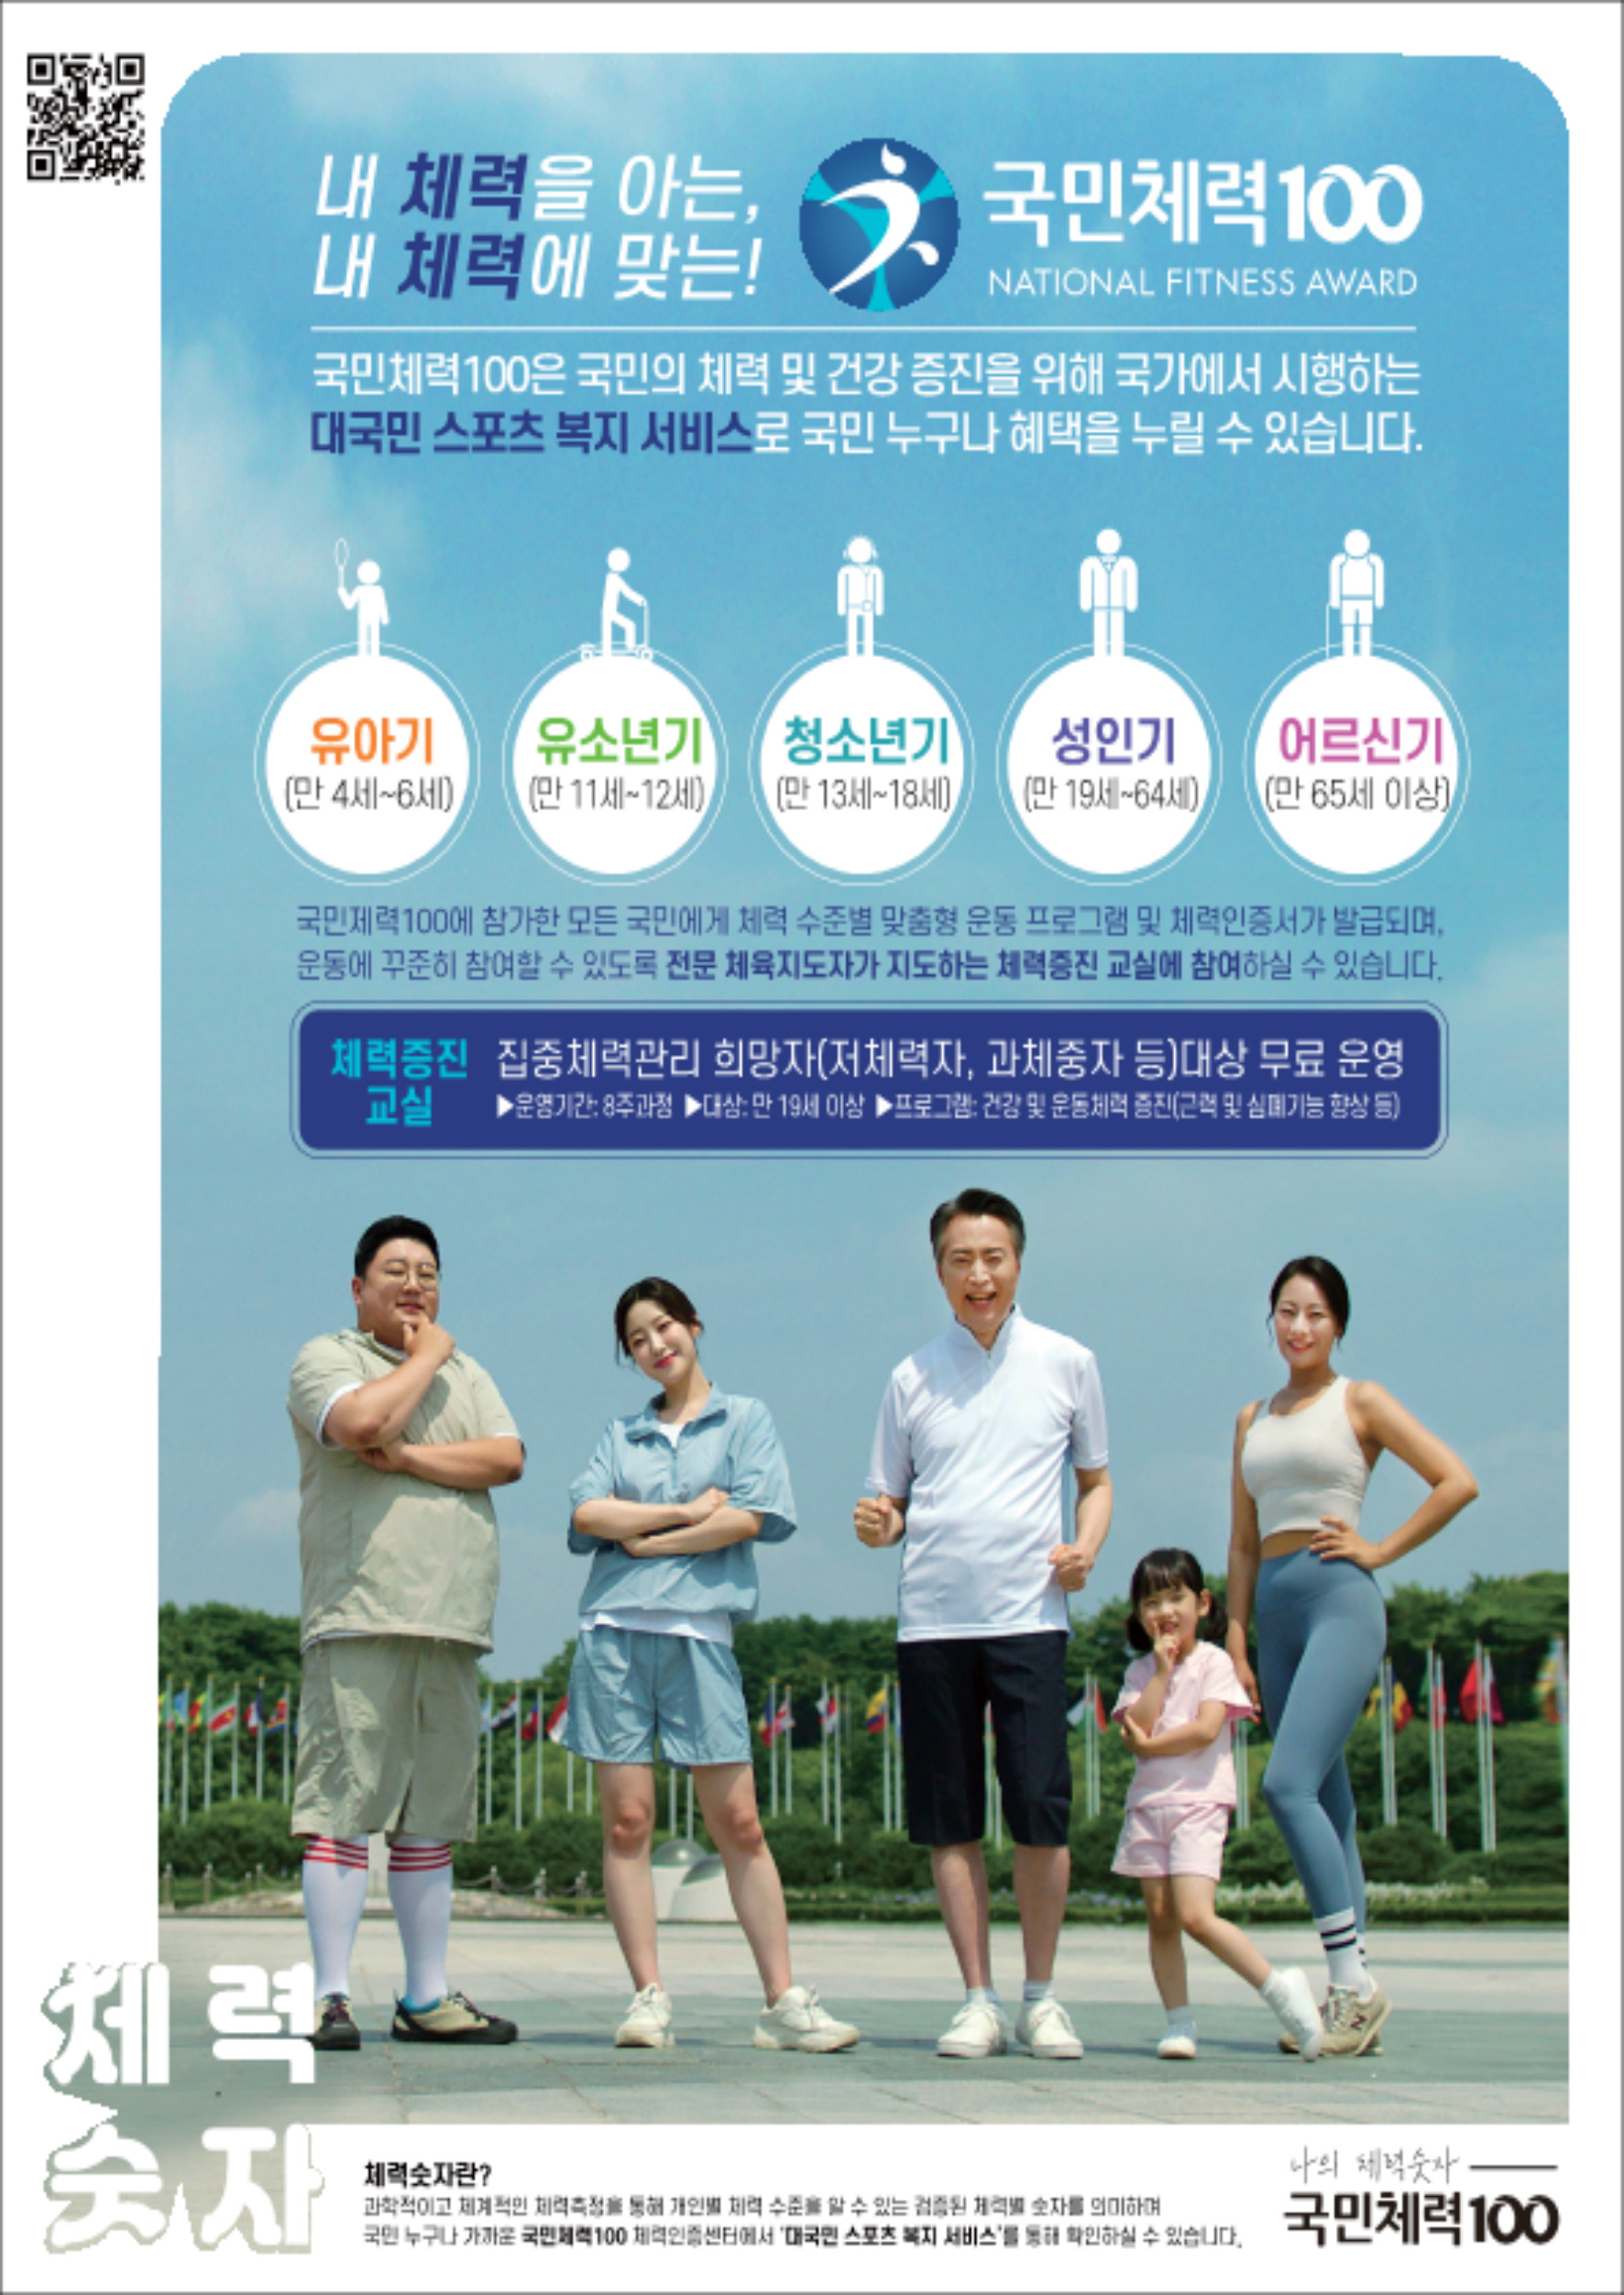 내 체력을 아는,
내 체력에 맞는!
국민체력100
NATIONAL FITNESS AWARD
국민체력100은 국민의 체력 및 건강 증진을 위해 국가에서 시행하는
대국민 스포츠 복지 서비스로 국민 누구나 혜택을 누릴 수 있습니다.
유아기
(만 4세~6세)
유소년기
(만 11세~12세)
청소년기
(만 13세~18세)
성인기
(만 19세~64세)
어르신기
(만 65세 이상)
국민체력100에 참가한 모든 국민에게 체력 수준별 맞춤형 운동 프로그램 및 체력인증서가 발급되며,
운동에 꾸준히 참여할 수 있도록 전문 체육지도자가 지도하는 체력증진 교실에 참여하실 수 있습니다.
체력증진
교실
집중체력관리 희망자(저체력자, 과체중자 등)대상 무료 운영
▶운영기간: 8주과정 ▶대상: 만 19세 이상 ▶프로그램: 건강 및 운동체력 증진(근력 및 심폐기능 향상 등)
체력
숫자
체력숫자란?
과학적이고 체계적인 체력측정을 통해 개인별 체력 수준을 알 수 있는 검증된 체력별 숫자를 의미하며
국민 누구나 가까운 국민체력100 체력인증센터에서 '대국민 스포츠 복지 서비스'를 통해 확인하실 수 있습니다.
나의 체력숫자
국민체력100